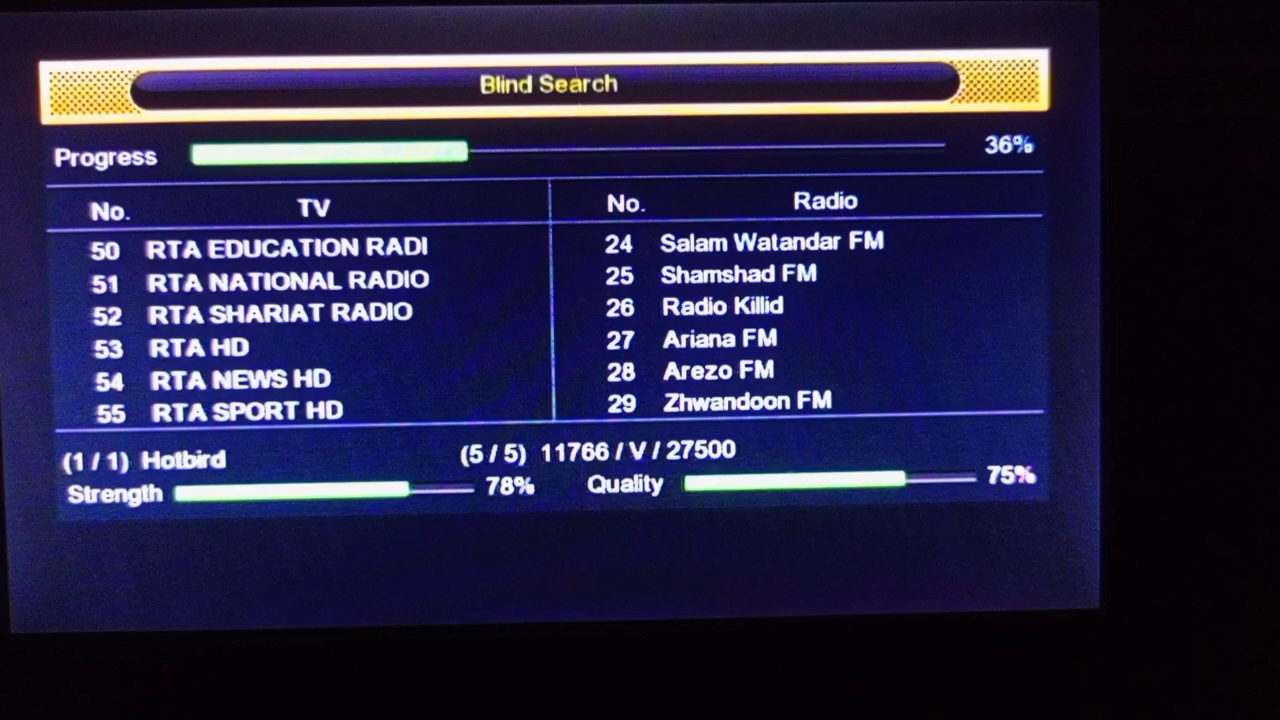 Blind Search
Progress 36%
No. TV No. Radio
50 RTA EDUCATION RADI 24 Salam Watandar FM
51 RTA NATIONAL RADIO 25 Shamshad FM
52 RTA SHARIAT RADIO 26 Radio Killid
53 RTA HD 27 Ariana FM
54 RTA NEWS HD 28 Arezo FM
55 RTA SPORT HD 29 Zhwandoon FM
(1 / 1) Hotbird (5 / 5) 11766 / V / 27500
Strength 78% Quality 75%